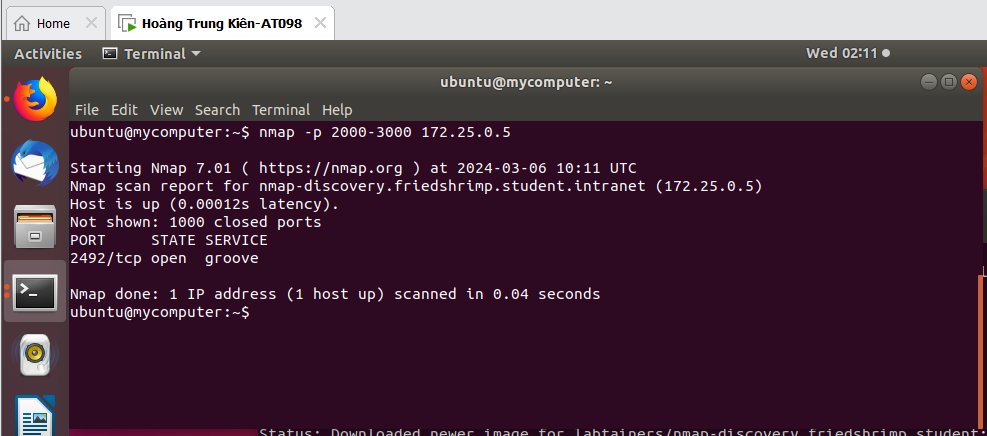 Home
Hoàng Trung Kiên-AT098
Activities Terminal Wed 02:11
ubuntu@mycomputer: ~
File Edit View Search Terminal Help
ubuntu@mycomputer:~$ nmap -p 2000-3000 172.25.0.5
Starting Nmap 7.01 ( https://nmap.org ) at 2024-03-06 10:11 UTC
Nmap scan report for nmap-discovery.friedshrimp.student.intranet (172.25.0.5)
Host is up (0.00012s latency).
Not shown: 1000 closed ports
PORT     STATE SERVICE
2492/tcp open  groove
Nmap done: 1 IP address (1 host up) scanned in 0.04 seconds
ubuntu@mycomputer:~$
Status: Downloaded newer image for labtainers/nmap-discovery.friedshrimp.student: